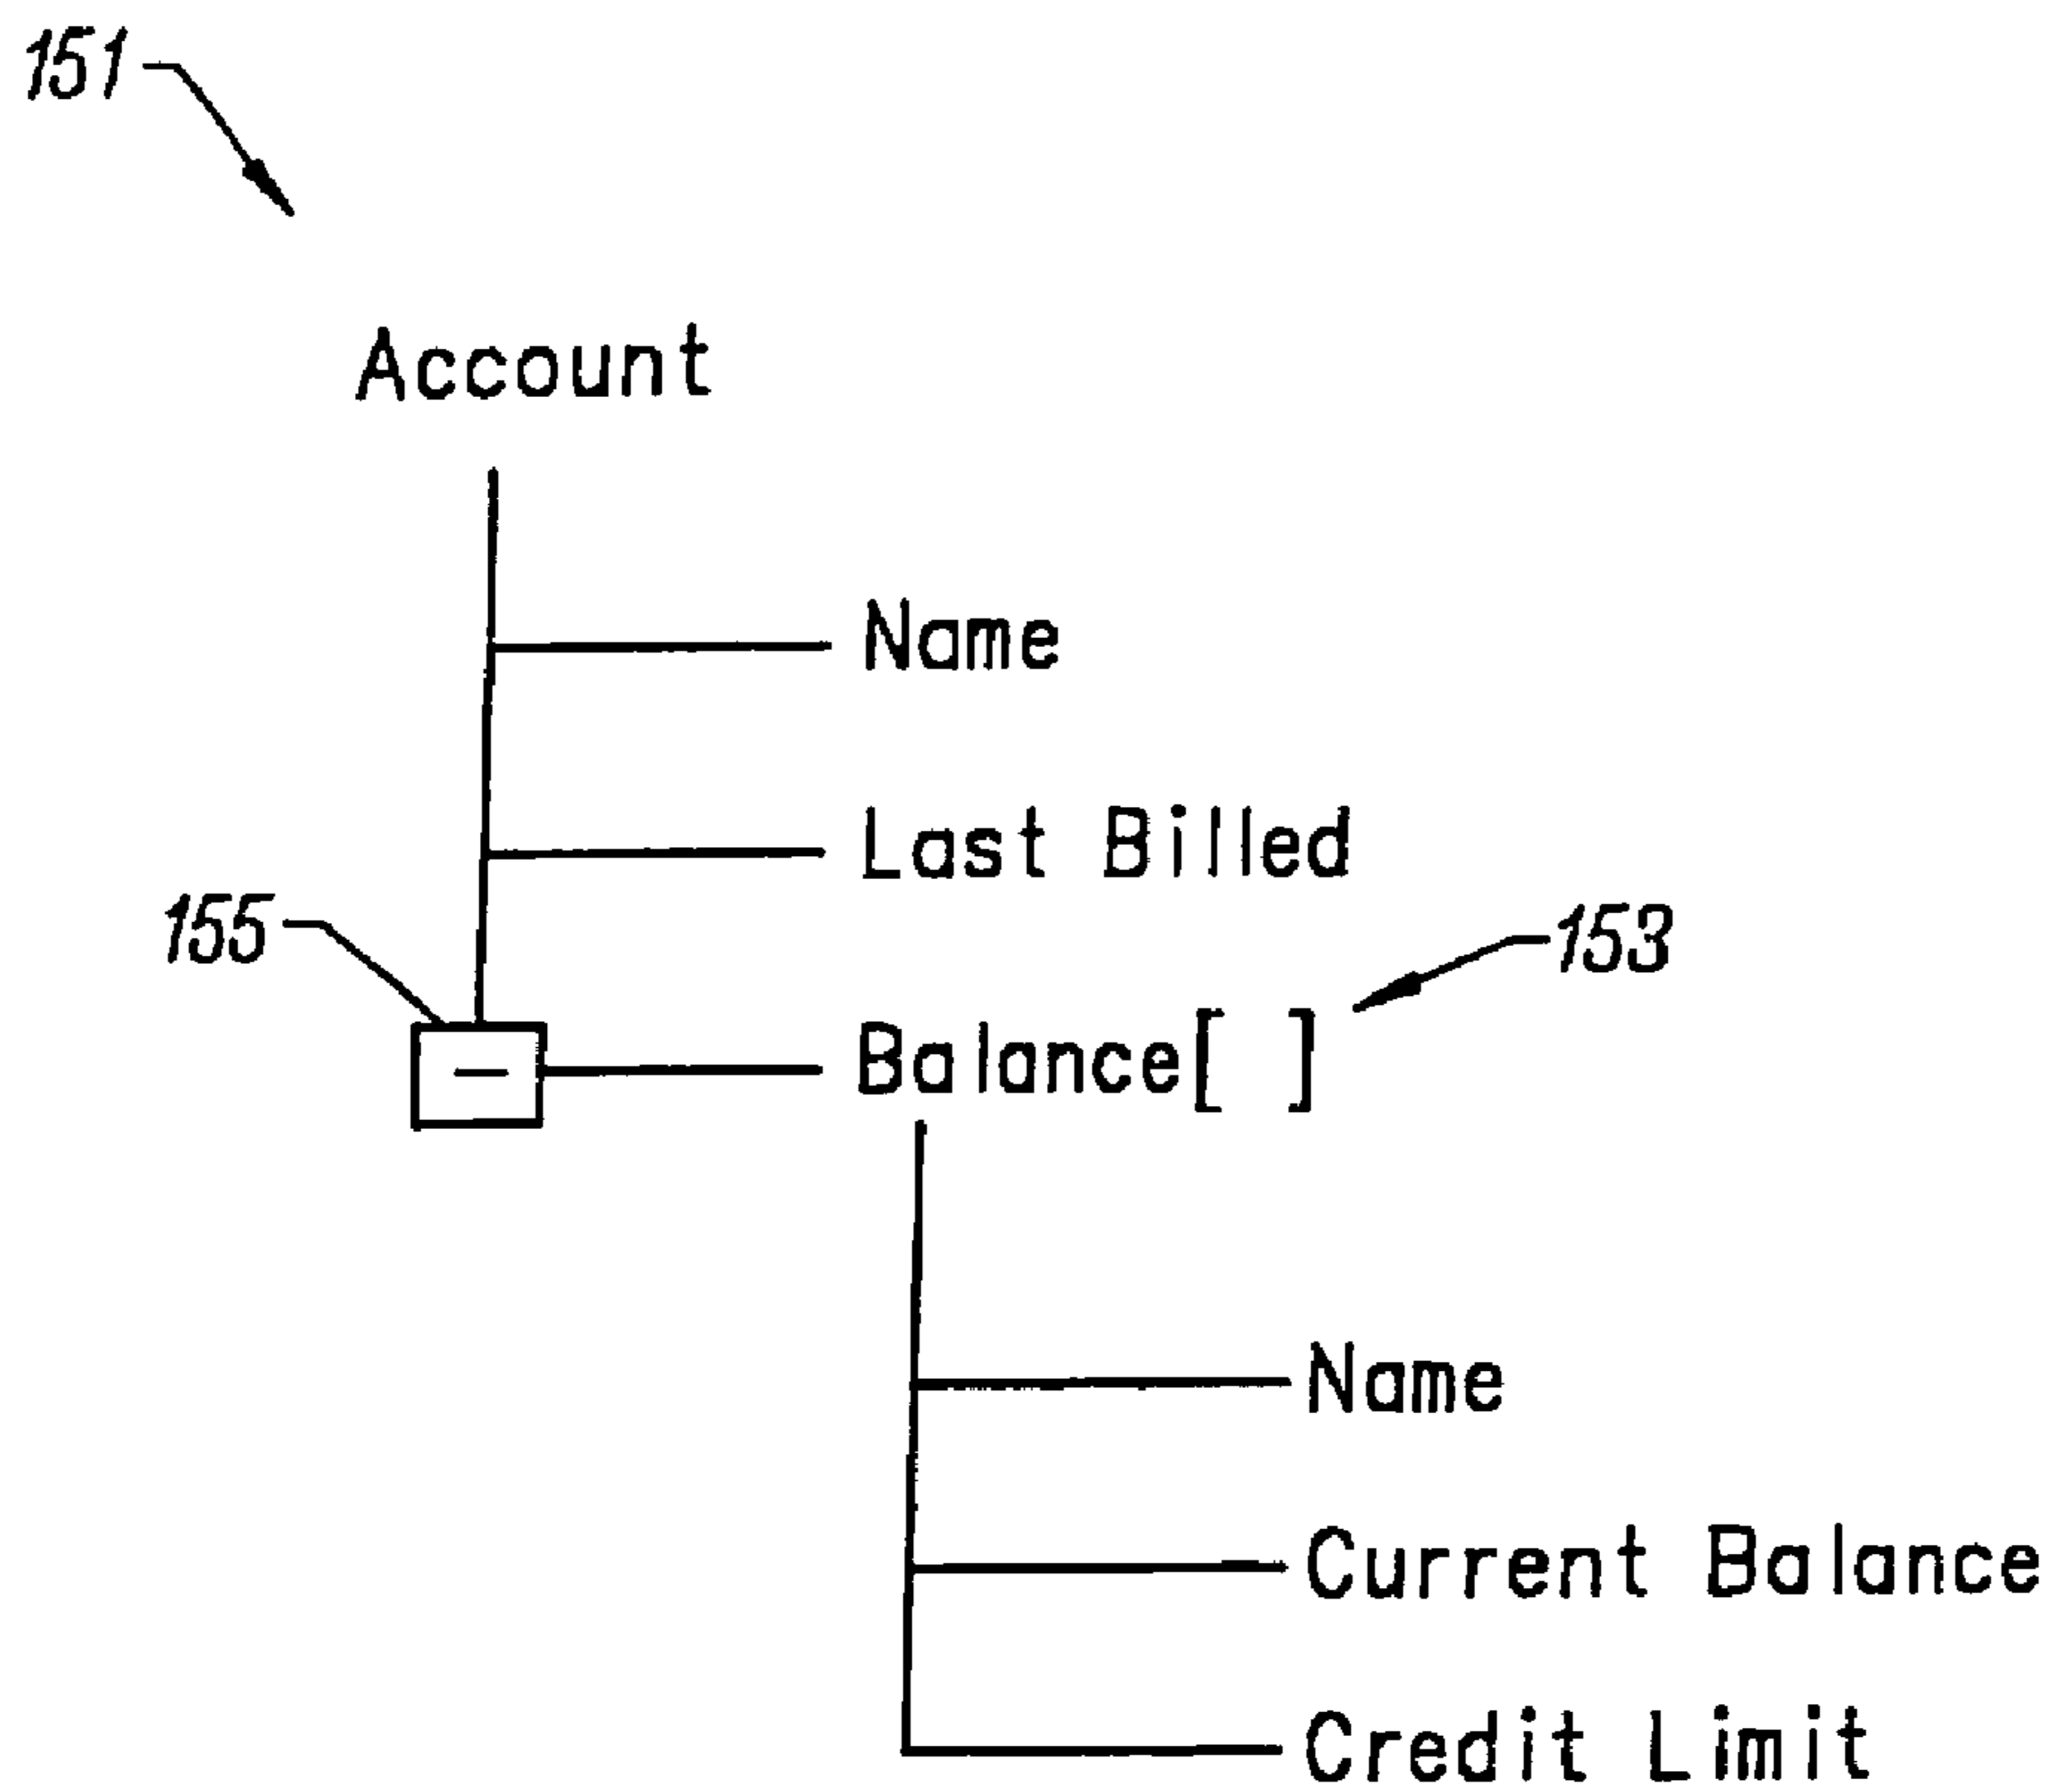 151
Account
Name
Last Billed
155
153
Balance[ ]
Name
Current Balance
Credit Limit